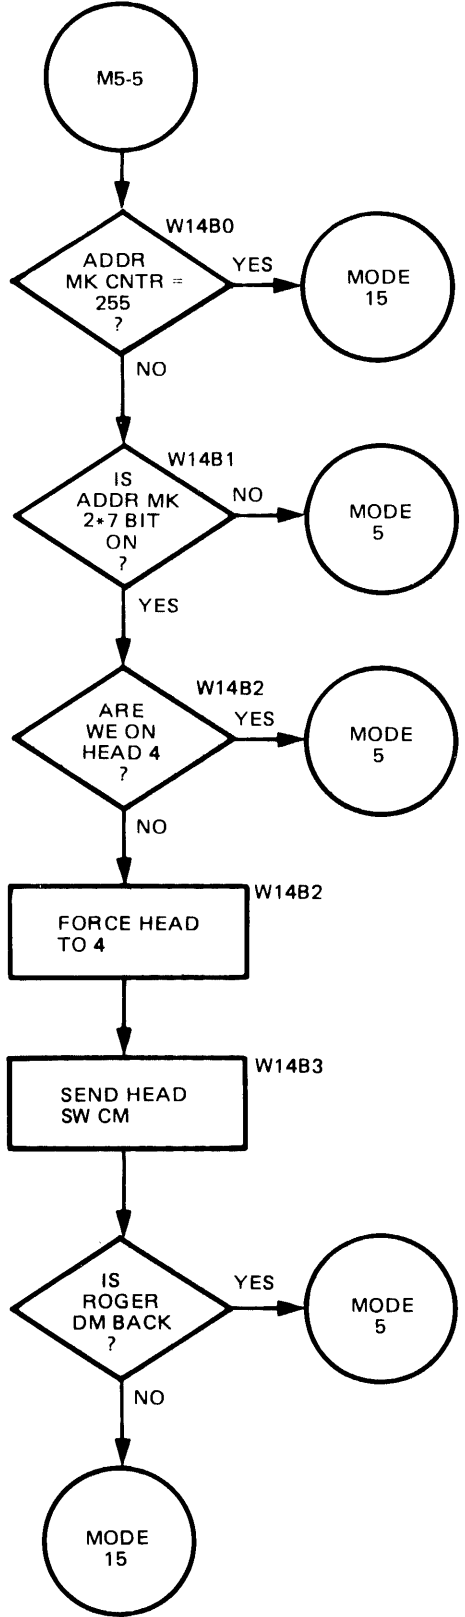 M5-5
W14B0
ADDR
MK CNTR =
255
?
YES
MODE
15
NO
W14B1
IS
ADDR MK
2*7 BIT
ON
?
NO
MODE
5
YES
W14B2
ARE
WE ON
HEAD 4
?
YES
MODE
5
NO
W14B2
FORCE HEAD
TO 4
W14B3
SEND HEAD
SW CM
IS
ROGER
DM BACK
?
YES
MODE
5
NO
MODE
15